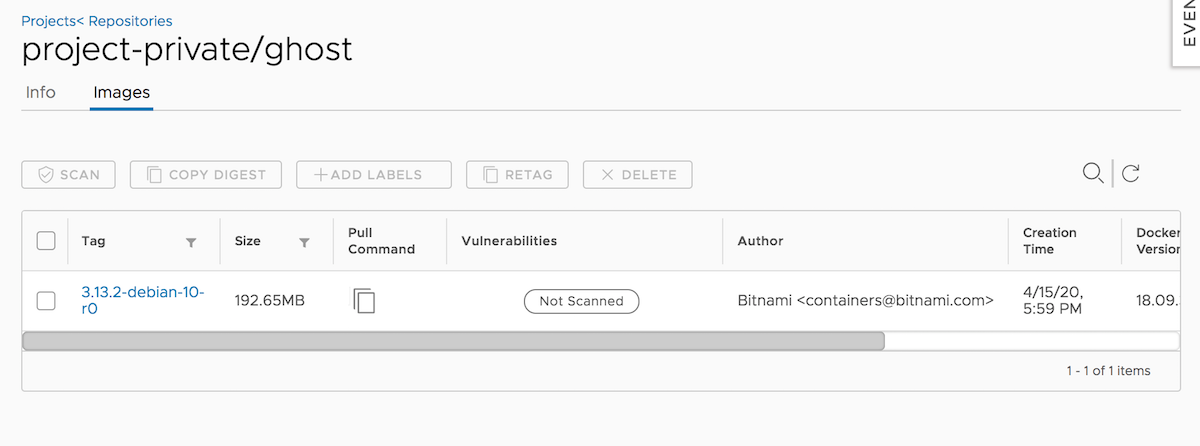 Projects< Repositories
EVEN
project-private/ghost
Info
Images
SCAN
COPY DIGEST
+ADD LABELS
RETAG
DELETE
Tag
Size
Pull
Command
Vulnerabilities
Author
Creation
Time
Docker
Version
3.13.2-debian-10-
r0
192.65MB
Not Scanned
Bitnami <containers@bitnami.com>
4/15/20,
5:59 PM
18.09.
1 - 1 of 1 items